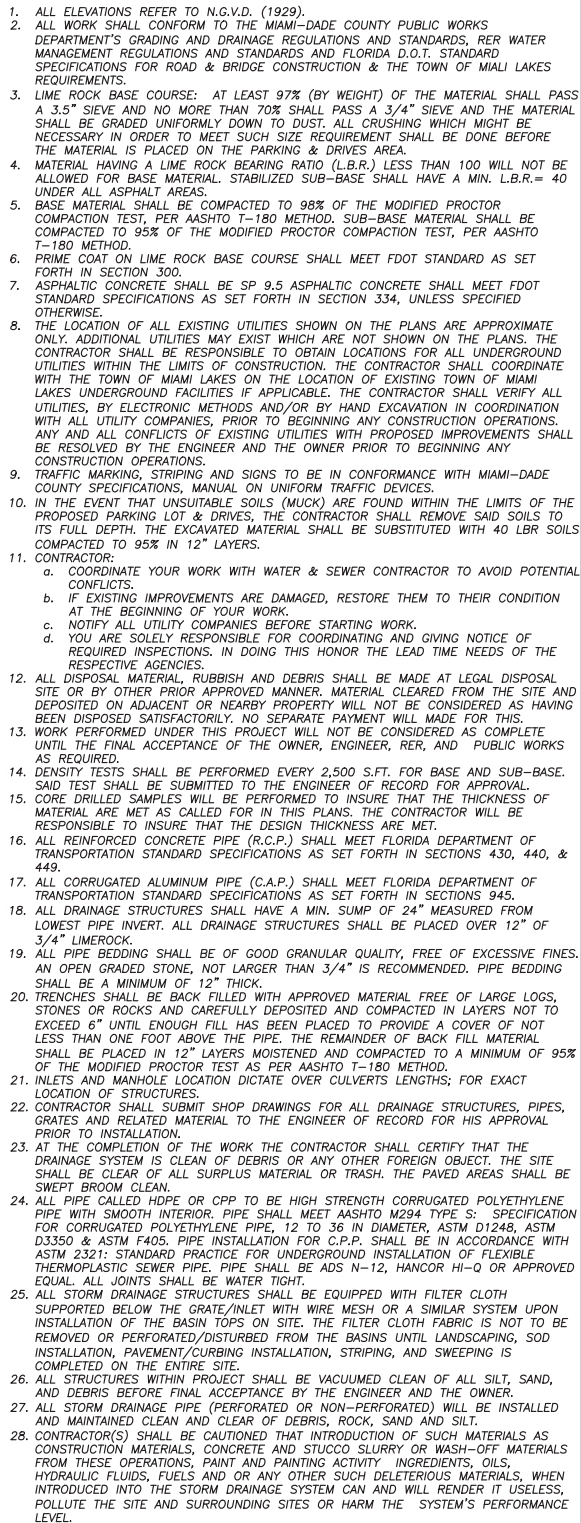 1. ALL ELEVATIONS REFER TO N.G.V.D. (1929).
2. ALL WORK SHALL CONFORM TO THE MIAMI-DADE COUNTY PUBLIC WORKS
DEPARTMENT'S GRADING AND DRAINAGE REGULATIONS AND STANDARDS, RER WATER
MANAGEMENT REGULATIONS AND STANDARDS AND FLORIDA D.O.T. STANDARD
SPECIFICATIONS FOR ROAD & BRIDGE CONSTRUCTION & THE TOWN OF MIALI LAKES
REQUIREMENTS.
3. LIME ROCK BASE COURSE: AT LEAST 97% (BY WEIGHT) OF THE MATERIAL SHALL PASS
A 3.5" SIEVE AND NO MORE THAN 70% SHALL PASS A 3/4" SIEVE AND THE MATERIAL
SHALL BE GRADED UNIFORMLY DOWN TO DUST. ALL CRUSHING WHICH MIGHT BE
NECESSARY IN ORDER TO MEET SUCH SIZE REQUIREMENT SHALL BE DONE BEFORE
THE MATERIAL IS PLACED ON THE PARKING & DRIVES AREA.
4. MATERIAL HAVING A LIME ROCK BEARING RATIO (L.B.R.) LESS THAN 100 WILL NOT BE
ALLOWED FOR BASE MATERIAL. STABILIZED SUB-BASE SHALL HAVE A MIN. L.B.R.= 40
UNDER ALL ASPHALT AREAS.
5. BASE MATERIAL SHALL BE COMPACTED TO 98% OF THE MODIFIED PROCTOR
COMPACTION TEST, PER AASHTO T-180 METHOD. SUB-BASE MATERIAL SHALL BE
COMPACTED TO 95% OF THE MODIFIED PROCTOR COMPACTION TEST, PER AASHTO
T-180 METHOD.
6. PRIME COAT ON LIME ROCK BASE COURSE SHALL MEET FDOT STANDARD AS SET
FORTH IN SECTION 300.
7. ASPHALTIC CONCRETE SHALL BE SP 9.5 ASPHALTIC CONCRETE SHALL MEET FDOT
STANDARD SPECIFICATIONS AS SET FORTH IN SECTION 334, UNLESS SPECIFIED
OTHERWISE.
8. THE LOCATION OF ALL EXISTING UTILITIES SHOWN ON THE PLANS ARE APPROXIMATE
ONLY. ADDITIONAL UTILITIES MAY EXIST WHICH ARE NOT SHOWN ON THE PLANS. THE
CONTRACTOR SHALL BE RESPONSIBLE TO OBTAIN LOCATIONS FOR ALL UNDERGROUND
UTILITIES WITHIN THE LIMITS OF CONSTRUCTION. THE CONTRACTOR SHALL COORDINATE
WITH THE TOWN OF MIAMI LAKES ON THE LOCATION OF EXISTING TOWN OF MIAMI
LAKES UNDERGROUND FACILITIES IF APPLICABLE. THE CONTRACTOR SHALL VERIFY ALL
UTILITIES, BY ELECTRONIC METHODS AND/OR BY HAND EXCAVATION IN COORDINATION
WITH ALL UTILITY COMPANIES, PRIOR TO BEGINNING ANY CONSTRUCTION OPERATIONS.
ANY AND ALL CONFLICTS OF EXISTING UTILITIES WITH PROPOSED IMPROVEMENTS SHALL
BE RESOLVED BY THE ENGINEER AND THE OWNER PRIOR TO BEGINNING ANY
CONSTRUCTION OPERATIONS.
9. TRAFFIC MARKING, STRIPING AND SIGNS TO BE IN CONFORMANCE WITH MIAMI-DADE
COUNTY SPECIFICATIONS, MANUAL ON UNIFORM TRAFFIC DEVICES.
10. IN THE EVENT THAT UNSUITABLE SOILS (MUCK) ARE FOUND WITHIN THE LIMITS OF THE
PROPOSED PARKING LOT & DRIVES, THE CONTRACTOR SHALL REMOVE SAID SOILS TO
ITS FULL DEPTH. THE EXCAVATED MATERIAL SHALL BE SUBSTITUTED WITH 40 LBR SOILS
COMPACTED TO 95% IN 12" LAYERS.
11. CONTRACTOR:
a. COORDINATE YOUR WORK WITH WATER & SEWER CONTRACTOR TO AVOID POTENTIAL
CONFLICTS.
b. IF EXISTING IMPROVEMENTS ARE DAMAGED, RESTORE THEM TO THEIR CONDITION
AT THE BEGINNING OF YOUR WORK.
c. NOTIFY ALL UTILITY COMPANIES BEFORE STARTING WORK.
d. YOU ARE SOLELY RESPONSIBLE FOR COORDINATING AND GIVING NOTICE OF
REQUIRED INSPECTIONS. IN DOING THIS HONOR THE LEAD TIME NEEDS OF THE
RESPECTIVE AGENCIES.
12. ALL DISPOSAL MATERIAL, RUBBISH AND DEBRIS SHALL BE MADE AT LEGAL DISPOSAL
SITE OR BY OTHER PRIOR APPROVED MANNER. MATERIAL CLEARED FROM THE SITE AND
DEPOSITED ON ADJACENT OR NEARBY PROPERTY WILL NOT BE CONSIDERED AS HAVING
BEEN DISPOSED SATISFACTORILY. NO SEPARATE PAYMENT WILL MADE FOR THIS.
13. WORK PERFORMED UNDER THIS PROJECT WILL NOT BE CONSIDERED AS COMPLETE
UNTIL THE FINAL ACCEPTANCE OF THE OWNER, ENGINEER, RER, AND PUBLIC WORKS
AS REQUIRED.
14. DENSITY TESTS SHALL BE PERFORMED EVERY 2,500 S.FT. FOR BASE AND SUB-BASE.
SAID TEST SHALL BE SUBMITTED TO THE ENGINEER OF RECORD FOR APPROVAL.
15. CORE DRILLED SAMPLES WILL BE PERFORMED TO INSURE THAT THE THICKNESS OF
MATERIAL ARE MET AS CALLED FOR IN THIS PLANS. THE CONTRACTOR WILL BE
RESPONSIBLE TO INSURE THAT THE DESIGN THICKNESS ARE MET.
16. ALL REINFORCED CONCRETE PIPE (R.C.P.) SHALL MEET FLORIDA DEPARTMENT OF
TRANSPORTATION STANDARD SPECIFICATIONS AS SET FORTH IN SECTIONS 430, 440, &
449.
17. ALL CORRUGATED ALUMINUM PIPE (C.A.P.) SHALL MEET FLORIDA DEPARTMENT OF
TRANSPORTATION STANDARD SPECIFICATIONS AS SET FORTH IN SECTIONS 945.
18. ALL DRAINAGE STRUCTURES SHALL HAVE A MIN. SUMP OF 24" MEASURED FROM
LOWEST PIPE INVERT. ALL DRAINAGE STRUCTURES SHALL BE PLACED OVER 12" OF
3/4" LIMEROCK.
19. ALL PIPE BEDDING SHALL BE OF GOOD GRANULAR QUALITY, FREE OF EXCESSIVE FINES.
AN OPEN GRADED STONE, NOT LARGER THAN 3/4" IS RECOMMENDED. PIPE BEDDING
SHALL BE A MINIMUM OF 12" THICK.
20. TRENCHES SHALL BE BACK FILLED WITH APPROVED MATERIAL FREE OF LARGE LOGS,
STONES OR ROCKS AND CAREFULLY DEPOSITED AND COMPACTED IN LAYERS NOT TO
EXCEED 6" UNTIL ENOUGH FILL HAS BEEN PLACED TO PROVIDE A COVER OF NOT
LESS THAN ONE FOOT ABOVE THE PIPE. THE REMAINDER OF BACK FILL MATERIAL
SHALL BE PLACED IN 12" LAYERS MOISTENED AND COMPACTED TO A MINIMUM OF 95%
OF THE MODIFIED PROCTOR TEST AS PER AASHTO T-180 METHOD.
21. INLETS AND MANHOLE LOCATION DICTATE OVER CULVERTS LENGTHS; FOR EXACT
LOCATION OF STRUCTURES.
22. CONTRACTOR SHALL SUBMIT SHOP DRAWINGS FOR ALL DRAINAGE STRUCTURES, PIPES,
GRATES AND RELATED MATERIAL TO THE ENGINEER OF RECORD FOR HIS APPROVAL
PRIOR TO INSTALLATION.
23. AT THE COMPLETION OF THE WORK THE CONTRACTOR SHALL CERTIFY THAT THE
DRAINAGE SYSTEM IS CLEAN OF DEBRIS OR ANY OTHER FOREIGN OBJECT. THE SITE
SHALL BE CLEAR OF ALL SURPLUS MATERIAL OR TRASH. THE PAVED AREAS SHALL BE
SWEPT BROOM CLEAN.
24. ALL PIPE CALLED HDPE OR CPP TO BE HIGH STRENGTH CORRUGATED POLYETHYLENE
PIPE WITH SMOOTH INTERIOR. PIPE SHALL MEET AASHTO M294 TYPE S: SPECIFICATION
FOR CORRUGATED POLYETHYLENE PIPE, 12 TO 36 IN DIAMETER, ASTM D1248, ASTM
D3350 & ASTM F405. PIPE INSTALLATION FOR C.P.P. SHALL BE IN ACCORDANCE WITH
ASTM 2321: STANDARD PRACTICE FOR UNDERGROUND INSTALLATION OF FLEXIBLE
THERMOPLASTIC SEWER PIPE. PIPE SHALL BE ADS N-12, HANCOR HI-Q OR APPROVED
EQUAL. ALL JOINTS SHALL BE WATER TIGHT.
25. ALL STORM DRAINAGE STRUCTURES SHALL BE EQUIPPED WITH FILTER CLOTH
SUPPORTED BELOW THE GRATE/INLET WITH WIRE MESH OR A SIMILAR SYSTEM UPON
INSTALLATION OF THE BASIN TOPS ON SITE. THE FILTER CLOTH FABRIC IS NOT TO BE
REMOVED OR PERFORATED/DISTURBED FROM THE BASINS UNTIL LANDSCAPING, SOD
INSTALLATION, PAVEMENT/CURBING INSTALLATION, STRIPING, AND SWEEPING IS
COMPLETED ON THE ENTIRE SITE.
26. ALL STRUCTURES WITHIN PROJECT SHALL BE VACUUMED CLEAN OF ALL SILT, SAND,
AND DEBRIS BEFORE FINAL ACCEPTANCE BY THE ENGINEER AND THE OWNER.
27. ALL STORM DRAINAGE PIPE (PERFORATED OR NON-PERFORATED) WILL BE INSTALLED
AND MAINTAINED CLEAN AND CLEAR OF DEBRIS, ROCK, SAND AND SILT.
28. CONTRACTOR(S) SHALL BE CAUTIONED THAT INTRODUCTION OF SUCH MATERIALS AS
CONSTRUCTION MATERIALS, CONCRETE AND STUCCO SLURRY OR WASH-OFF MATERIALS
FROM THESE OPERATIONS, PAINT AND PAINTING ACTIVITY INGREDIENTS, OILS,
HYDRAULIC FLUIDS, FUELS AND OR ANY OTHER SUCH DELETERIOUS MATERIALS, WHEN
INTRODUCED INTO THE STORM DRAINAGE SYSTEM CAN AND WILL RENDER IT USELESS,
POLLUTE THE SITE AND SURROUNDING SITES OR HARM THE SYSTEM'S PERFORMANCE
LEVEL.